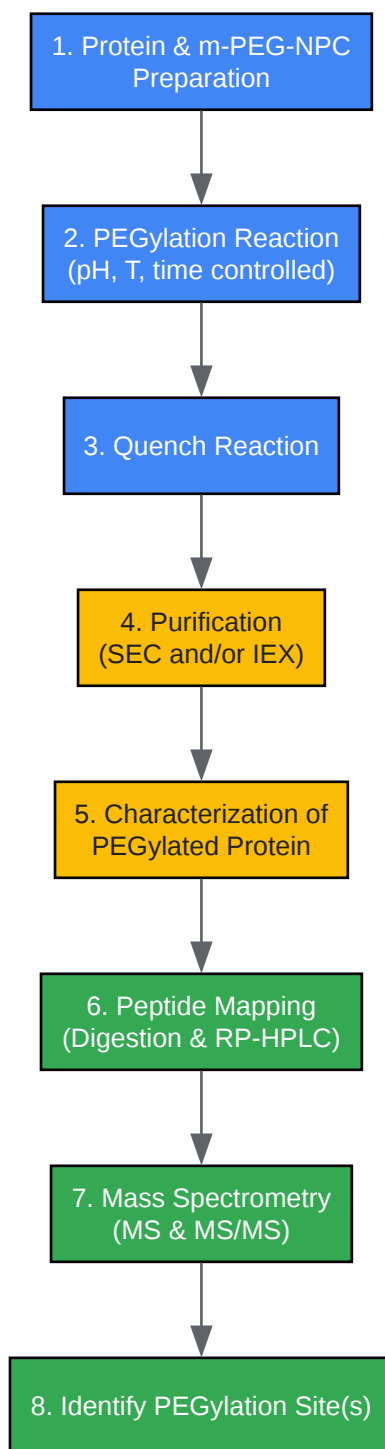 1. Protein & m-PEG-NPC
Preparation
2. PEGylation Reaction
(pH, T, time controlled)
3. Quench Reaction
4. Purification
(SEC and/or IEX)
5. Characterization of
PEGylated Protein
6. Peptide Mapping
(Digestion & RP-HPLC)
7. Mass Spectrometry
(MS & MS/MS)
8. Identify PEGylation Site(s)